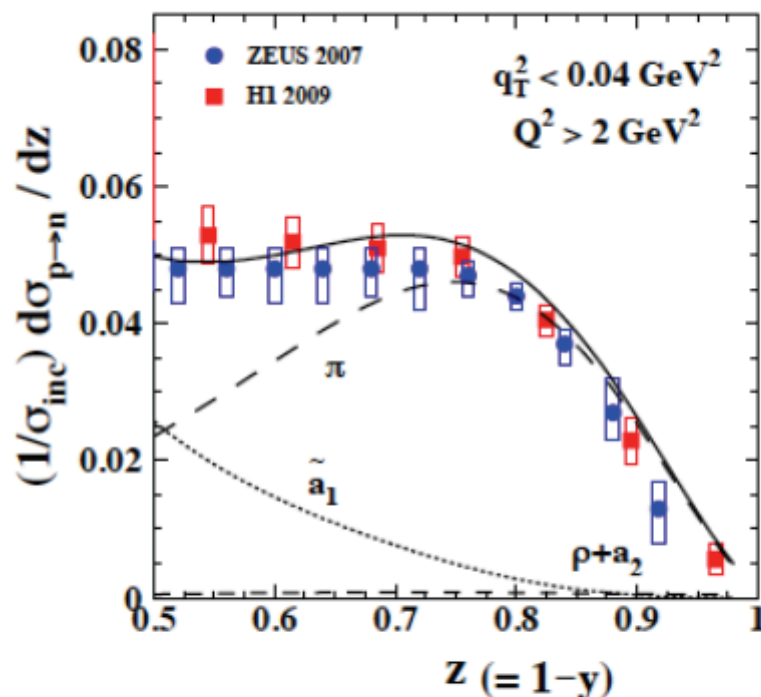 0.08
0.06
0.04
0.02
0
ZEUS 2007
H1 2009
q_T^2 < 0.04 GeV^2
Q^2 > 2 GeV^2
(1/σ_inc) dσ_p→n / dz
π
ã_1
ρ+a_2
0.5 0.6 0.7 0.8 0.9 1
z (= 1−y)